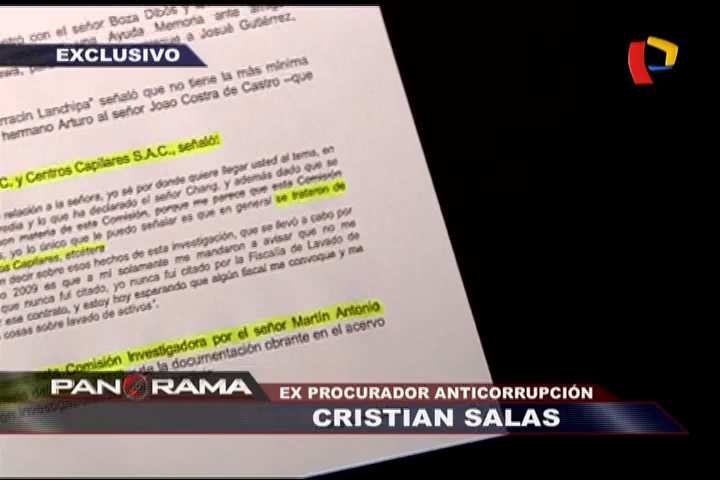 EXCLUSIVO
ntró con el señor Boza Dibós y la
Ayuda Memoria ante
a Josué Gutiérrez.
rracín Lanchipa" señaló que no tiene la más mínima
hermano Arturo al señor Joao Costra de Castro –que
C. y Centros Capilares S.A.C., señaló:
relación a la señora, yo sé por donde quiere llegar usted al tema, en
redia y lo que ha declarado el señor Chang, y además dado que se
on materia de esta Comisión, porque me parece que esta Comisión
s, yo lo único que le puedo señalar es que en general se trataron de
os Capilares, etcétera
n decir sobre esos hechos de esta investigación, que se llevó a cabo por
o 2009 es que a mí solamente me mandaron a avisar que no me
que nunca fui citado, yo nunca fui citado por la Fiscalía de Lavado de
r ese contrato, y estoy hoy esperando que algún fiscal me convoque y me
cosas sobre lavado de activos".
Comisión Investigadora por el señor Martín Antonio
de la documentación obrante en el acervo
PANORAMA
EX PROCURADOR ANTICORRUPCIÓN
CRISTIAN SALAS